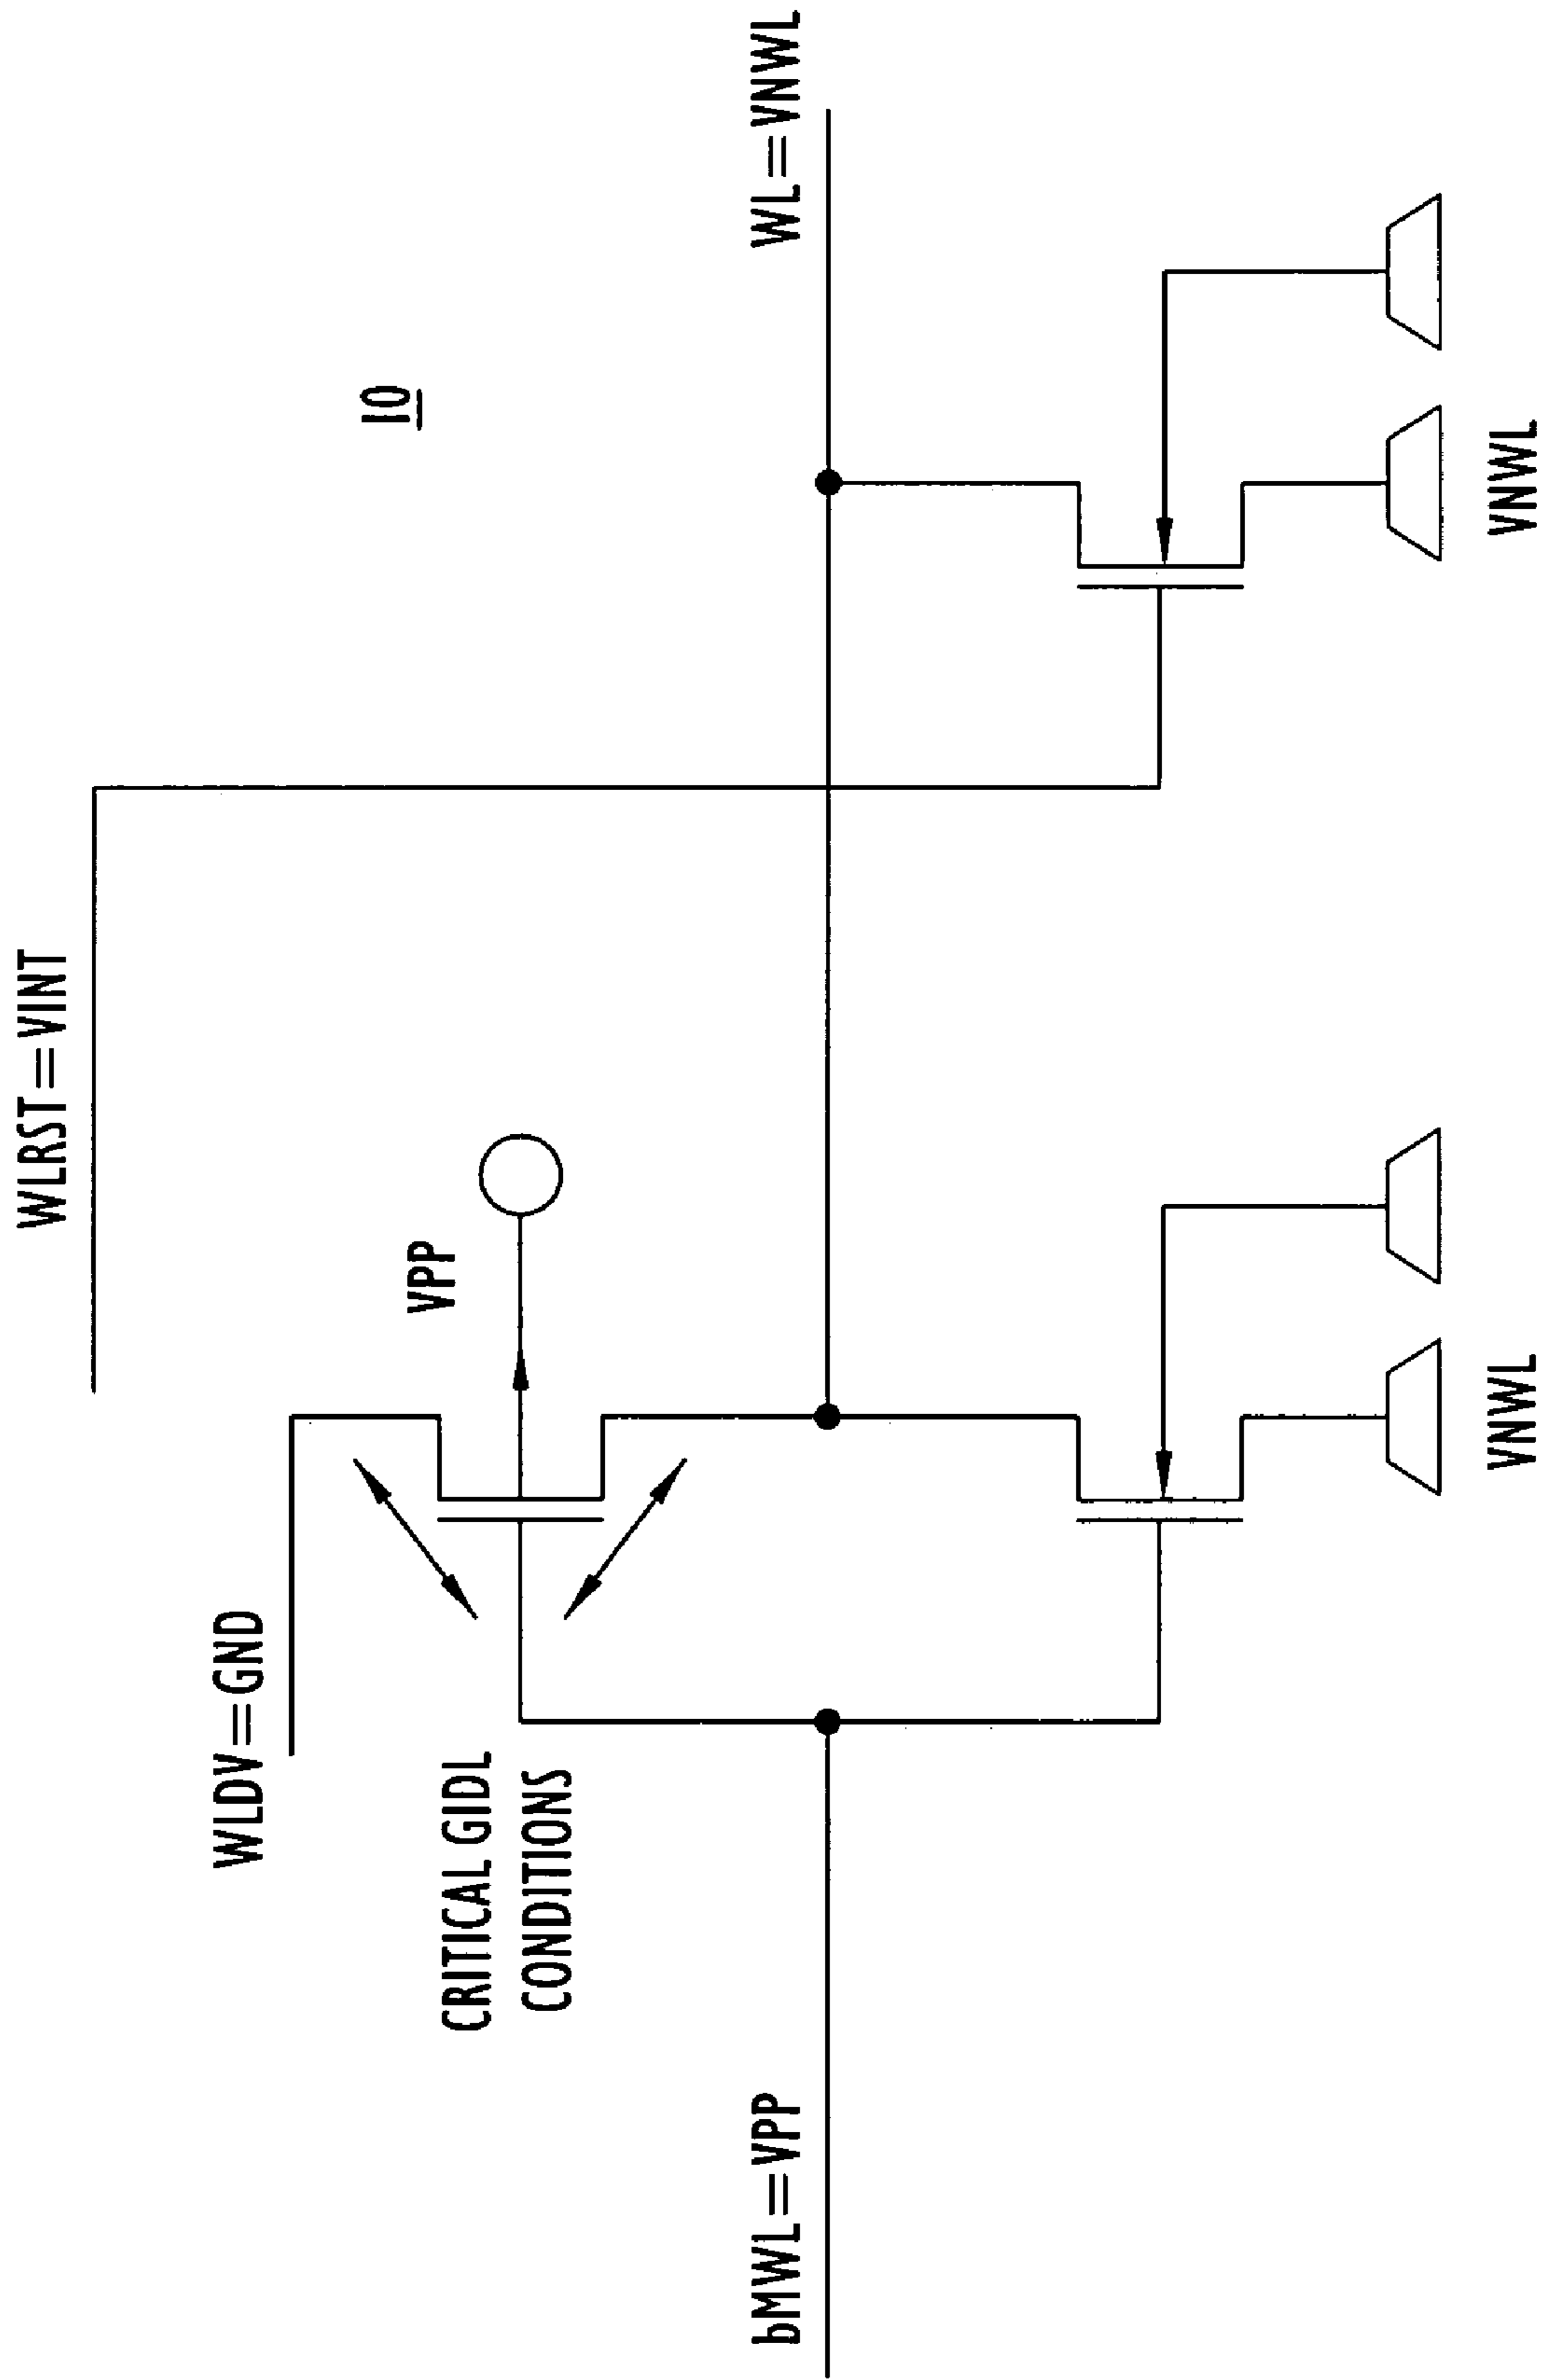 WLRST=VINT
WLDV=GND
VPP
10
CRITICAL GIDL
CONDITIONS
bMWL=VPP
WL=VNWL
VNWL
VNWL